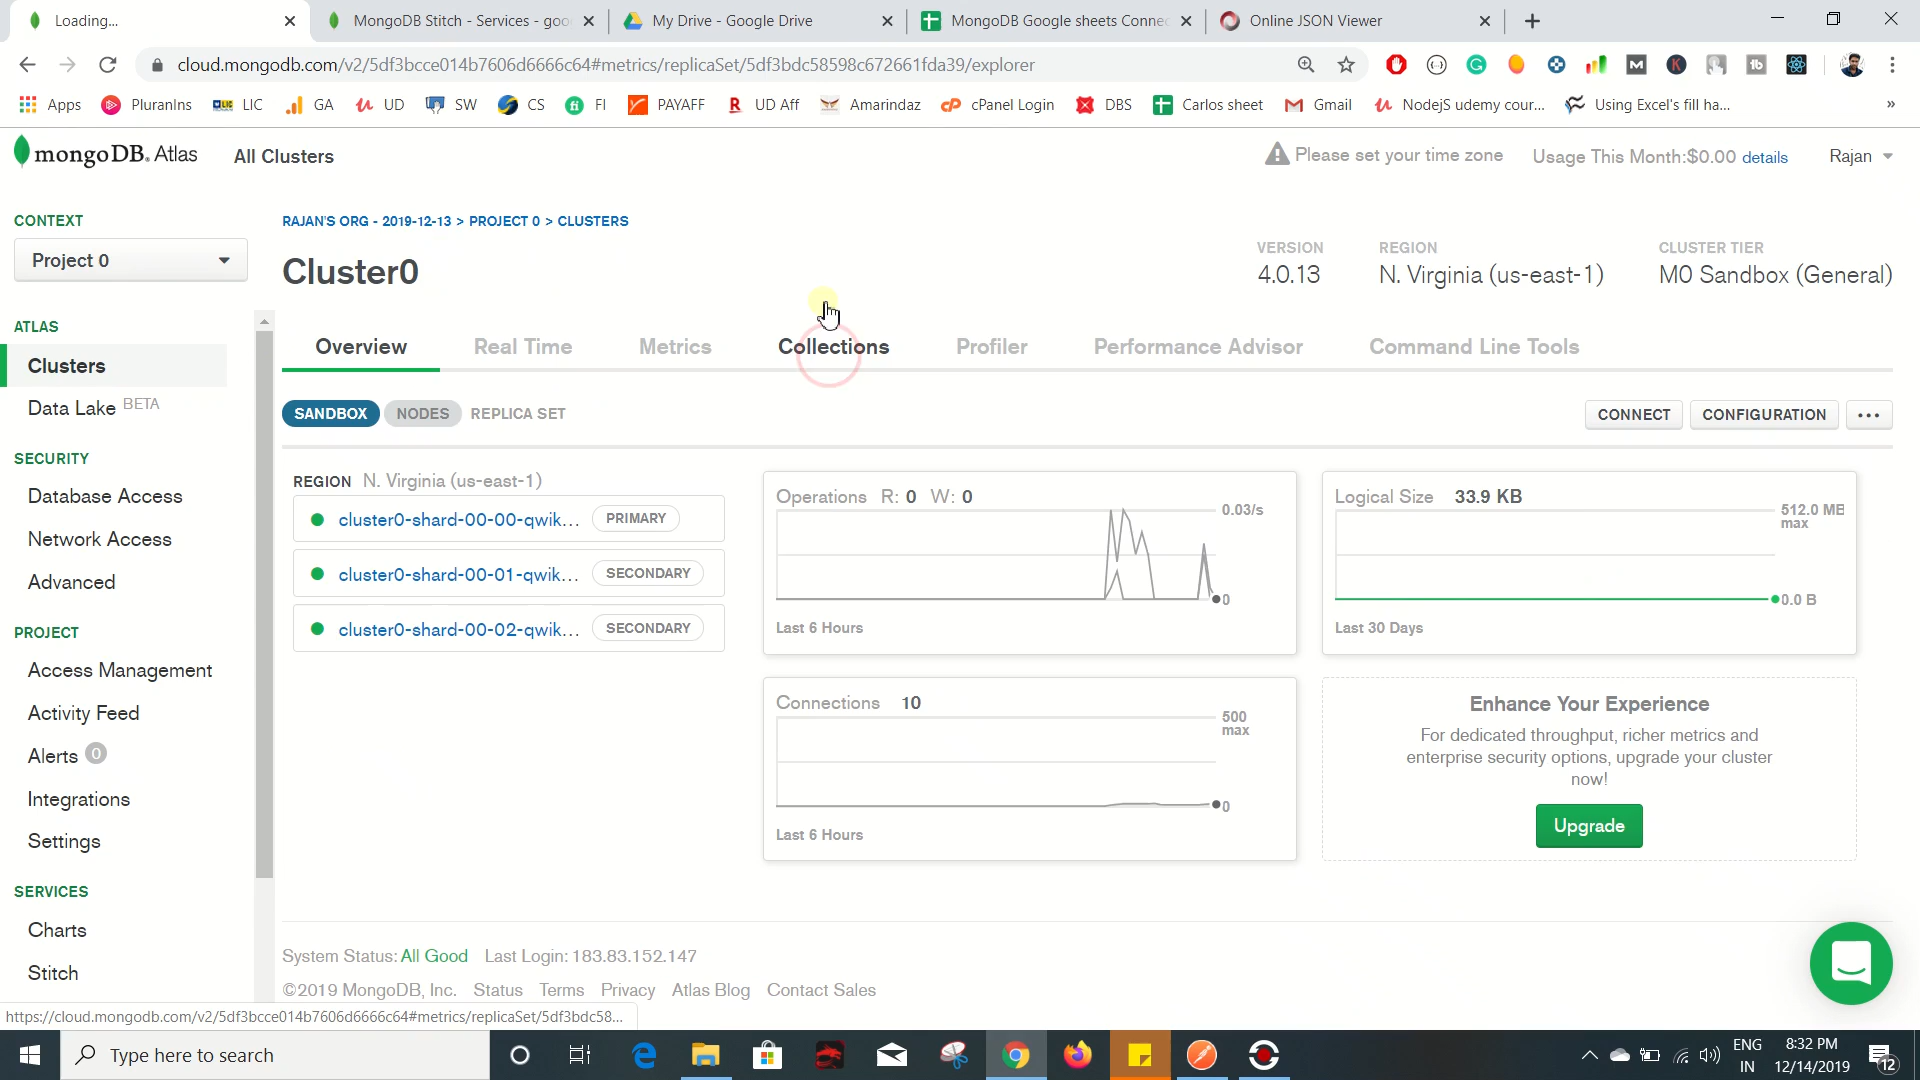 Loading...
MongoDB Stitch - Services - goo
My Drive - Google Drive
MongoDB Google sheets Connec
Online JSON Viewer
cloud.mongodb.com/v2/5df3bcce014b7606d6666c64#metrics/replicaSet/5df3bdc58598c672661fda39/explorer
Apps
PluranIns
LIC
GA
UD
SW
CS
FI
PAYAFF
UD Aff
Amarindaz
cPanel Login
DBS
Carlos sheet
Gmail
NodeJS udemy cour...
Using Excel's fill ha...
»
mongoDB. Atlas
All Clusters
Please set your time zone
Usage This Month:$0.00 details
Rajan
CONTEXT
Project 0
RAJAN'S ORG - 2019-12-13 > PROJECT 0 > CLUSTERS
Cluster0
VERSION
4.0.13
REGION
N. Virginia (us-east-1)
CLUSTER TIER
M0 Sandbox (General)
ATLAS
Clusters
Data Lake BETA
SECURITY
Database Access
Network Access
Advanced
PROJECT
Access Management
Activity Feed
Alerts 0
Integrations
Settings
SERVICES
Charts
Stitch
Overview
Real Time
Metrics
Collections
Profiler
Performance Advisor
Command Line Tools
SANDBOX
NODES
REPLICA SET
CONNECT
CONFIGURATION
...
REGION N. Virginia (us-east-1)
cluster0-shard-00-00-qwik...
PRIMARY
cluster0-shard-00-01-qwik...
SECONDARY
cluster0-shard-00-02-qwik...
SECONDARY
Operations R: 0 W: 0
0.03/s
0
Last 6 Hours
Logical Size 33.9 KB
512.0 MB
max
0.0 B
Last 30 Days
Connections 10
500
max
0
Last 6 Hours
Enhance Your Experience
For dedicated throughput, richer metrics and
enterprise security options, upgrade your cluster
now!
Upgrade
System Status: All Good Last Login: 183.83.152.147
©2019 MongoDB, Inc. Status Terms Privacy Atlas Blog Contact Sales
https://cloud.mongodb.com/v2/5df3bcce014b7606d6666c64#metrics/replicaSet/5df3bdc58...
Type here to search
ENG
IN
8:32 PM
12/14/2019
12